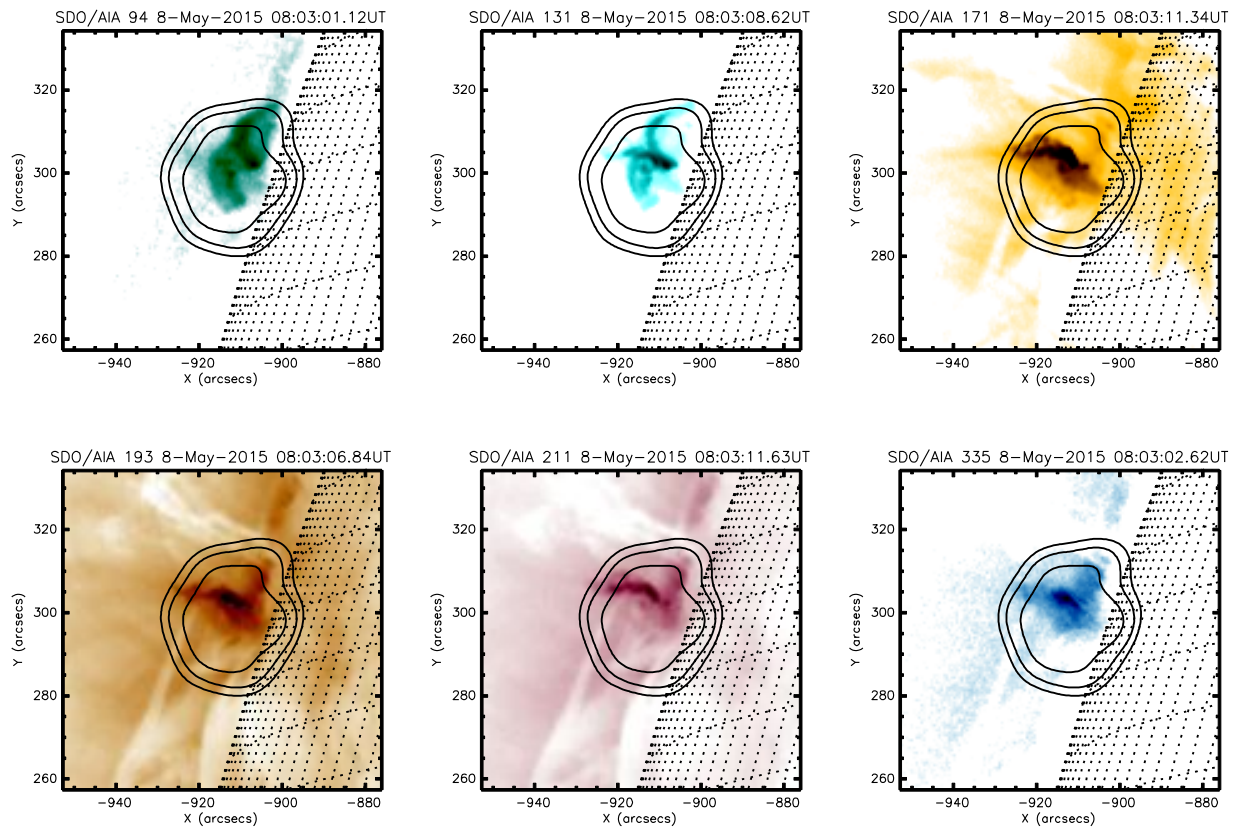 SDO/AIA 94 8-May-2015 08:03:01.12UT
SDO/AIA 131 8-May-2015 08:03:08.62UT
SDO/AIA 171 8-May-2015 08:03:11.34UT
320
300
280
260
Y (arcsecs)
-940
-920
-900
-880
X (arcsecs)
320
300
280
260
Y (arcsecs)
-940
-920
-900
-880
X (arcsecs)
320
300
280
260
Y (arcsecs)
-940
-920
-900
-880
X (arcsecs)
SDO/AIA 193 8-May-2015 08:03:06.84UT
SDO/AIA 211 8-May-2015 08:03:11.63UT
SDO/AIA 335 8-May-2015 08:03:02.62UT
320
300
280
260
Y (arcsecs)
-940
-920
-900
-880
X (arcsecs)
320
300
280
260
Y (arcsecs)
-940
-920
-900
-880
X (arcsecs)
320
300
280
260
Y (arcsecs)
-940
-920
-900
-880
X (arcsecs)